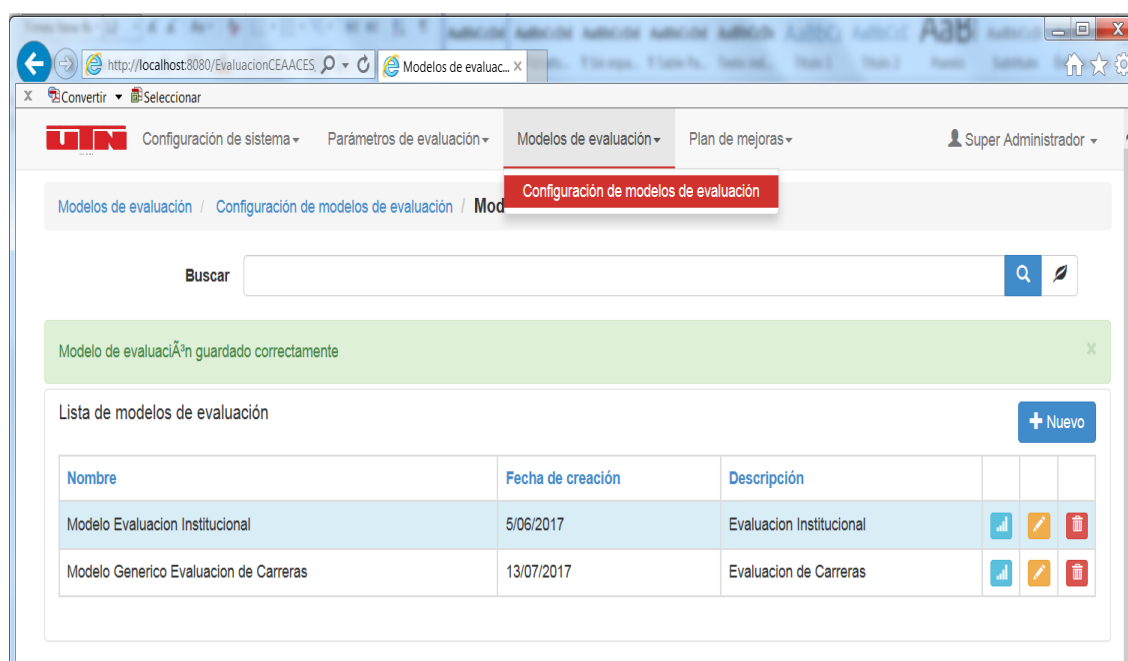 http://localhost:8080/EvaluacionCEAACES Modelos de evaluac... X
x Convertir Seleccionar
UTN Configuración de sistema Parámetros de evaluación Modelos de evaluación Plan de mejoras Super Administrador
Configuración de modelos de evaluación
Modelos de evaluación / Configuración de modelos de evaluación / Mod
Buscar
Modelo de evaluaciÃ³n guardado correctamente x
Lista de modelos de evaluación
+ Nuevo
Nombre Fecha de creación Descripción
Modelo Evaluacion Institucional 5/06/2017 Evaluacion Institucional
Modelo Generico Evaluacion de Carreras 13/07/2017 Evaluacion de Carreras